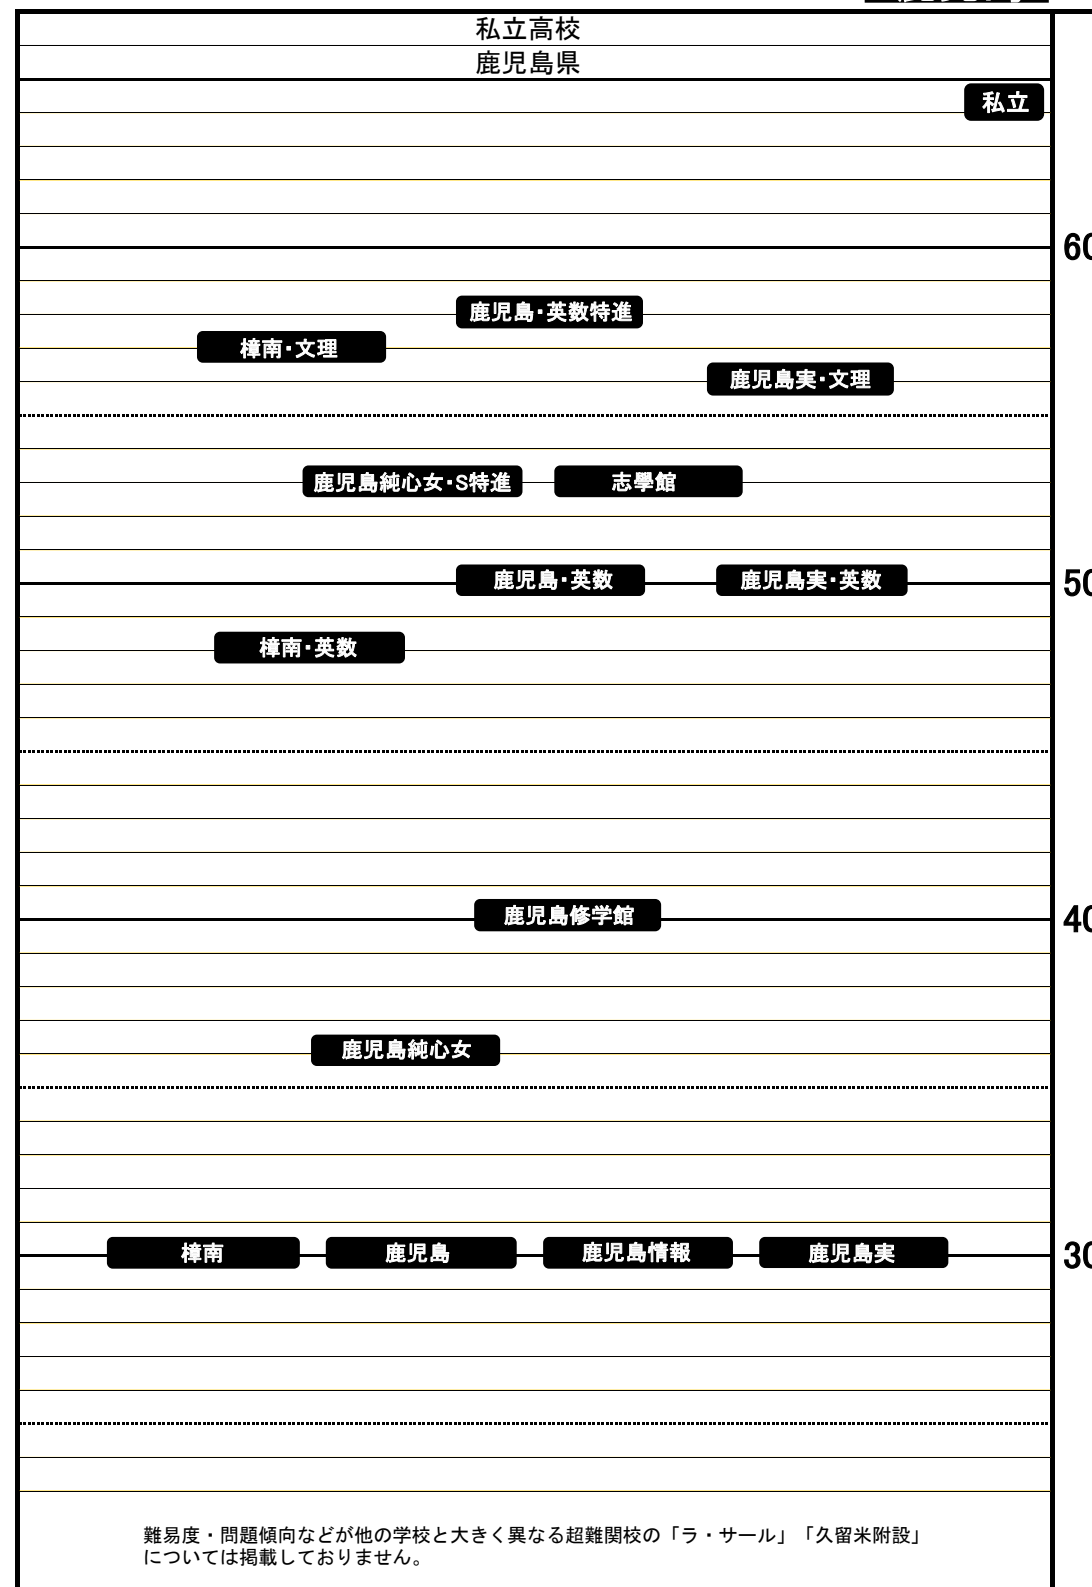 私立高校
鹿児島県
私立
60
鹿児島・英数特進
樟南・文理
鹿児島実・文理
鹿児島純心女・S特進 志學館
鹿児島・英数 鹿児島実・英数 50
樟南・英数
鹿児島修学館 40
鹿児島純心女
樟南 鹿児島 鹿児島情報 鹿児島実 30
難易度・問題傾向などが他の学校と大きく異なる超難関校の「ラ・サール」「久留米附設」
については掲載しておりません。